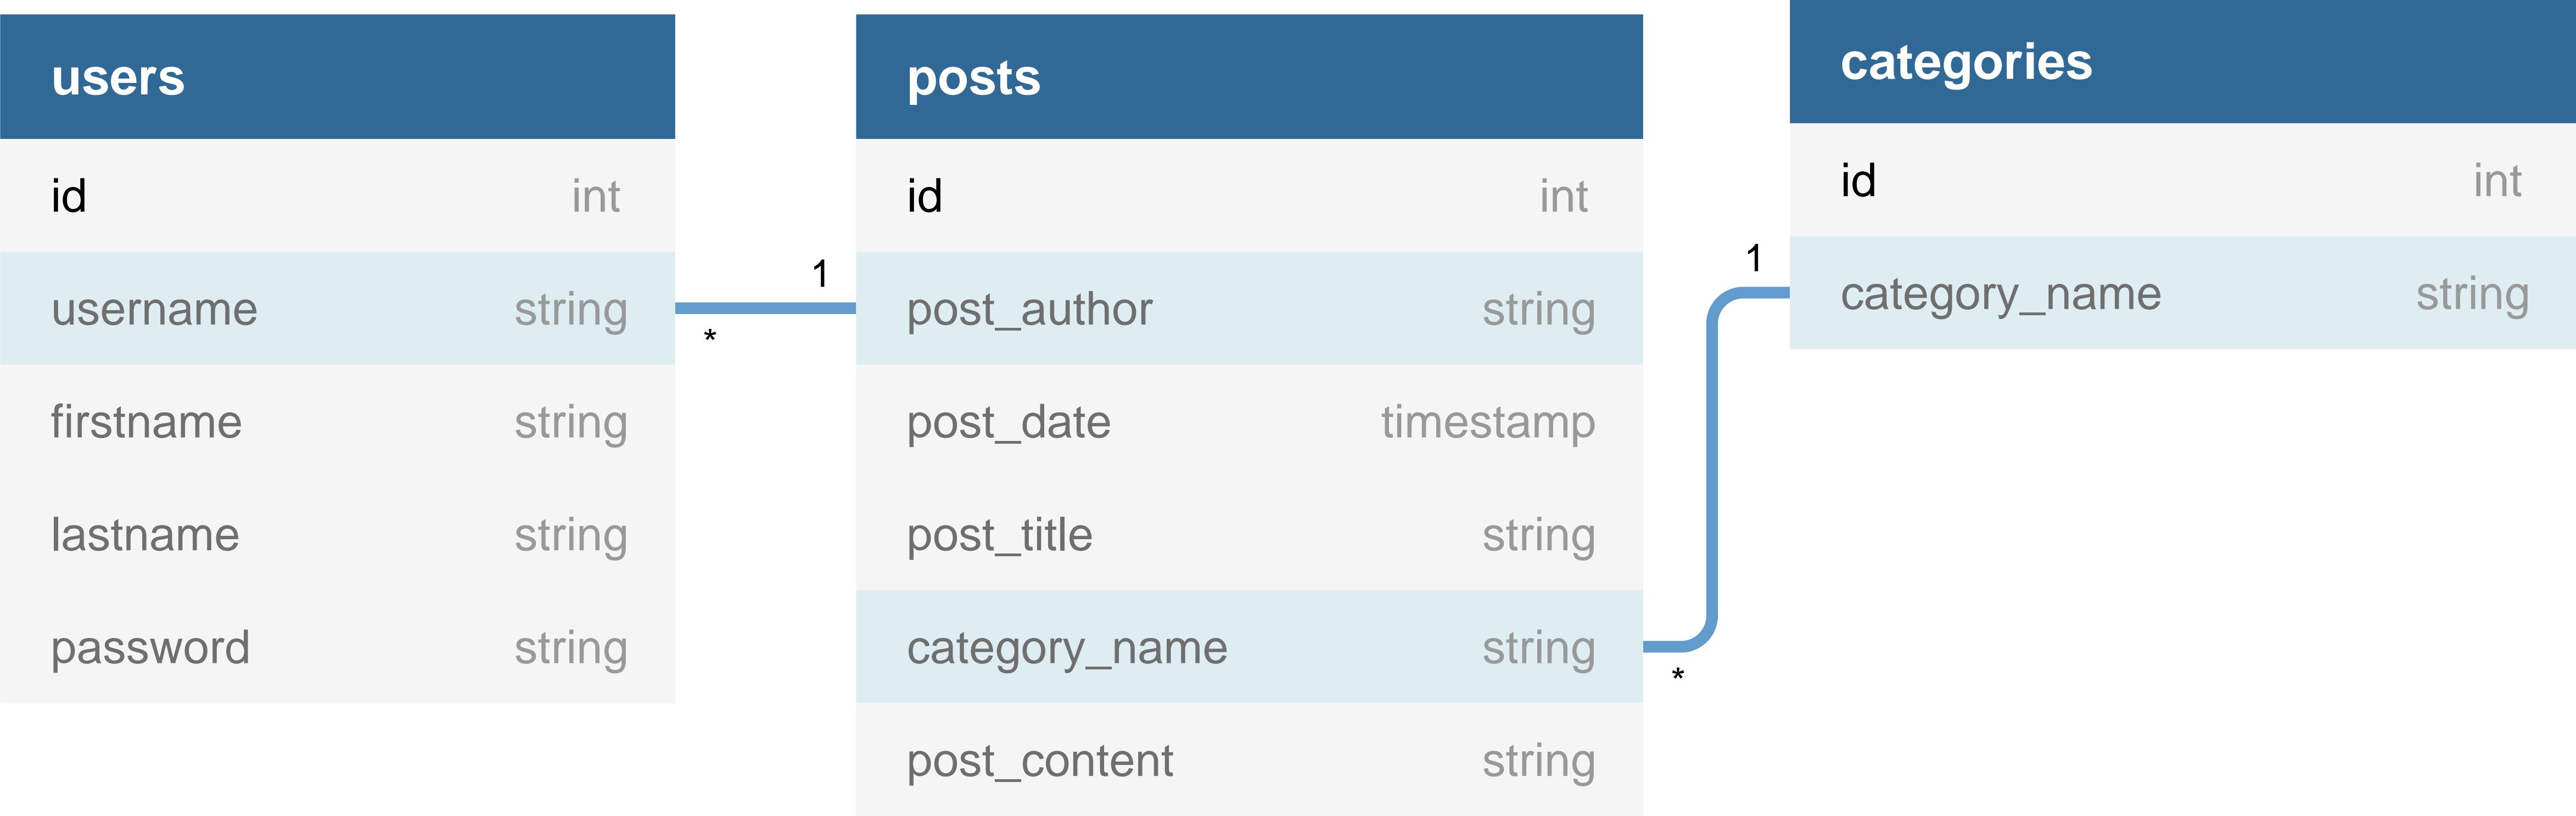 users
id int
username string
firstname string
lastname string
password string
* 1
posts
id int
post_author string
post_date timestamp
post_title string
category_name string
post_content string
* 1
categories
id int
category_name string